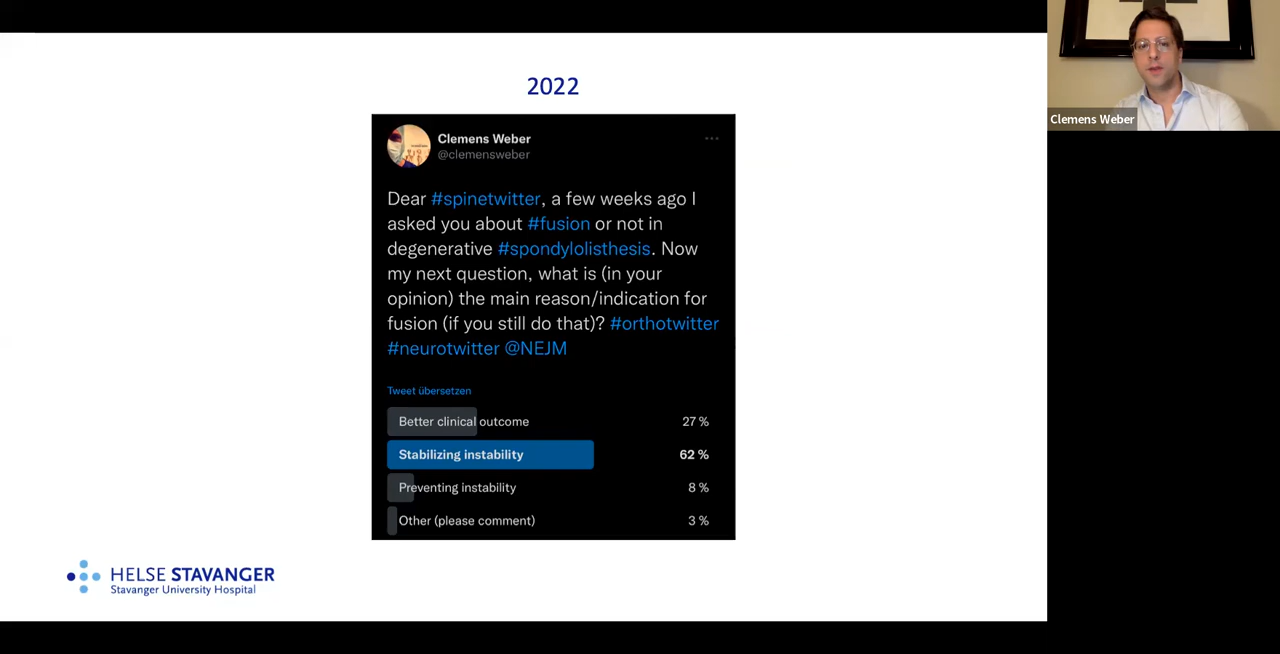 2022
Clemens Weber
Clemens Weber
@clemensweber
Dear #spinetwitter, a few weeks ago I
asked you about #fusion or not in
degenerative #spondylolisthesis. Now
my next question, what is (in your
opinion) the main reason/indication for
fusion (if you still do that)? #orthotwitter
#neurotwitter @NEJM
Tweet übersetzen
Better clinical outcome 27 %
Stabilizing instability 62 %
Preventing instability 8 %
Other (please comment) 3 %
HELSE STAVANGER
Stavanger University Hospital